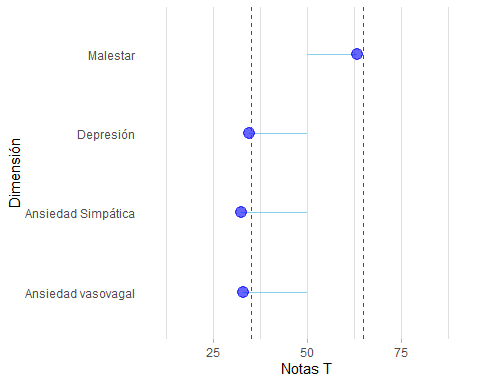 Malestar
Depresión
Ansiedad Simpática
Ansiedad vasovagal
Dimensión
25 50 75
Notas T